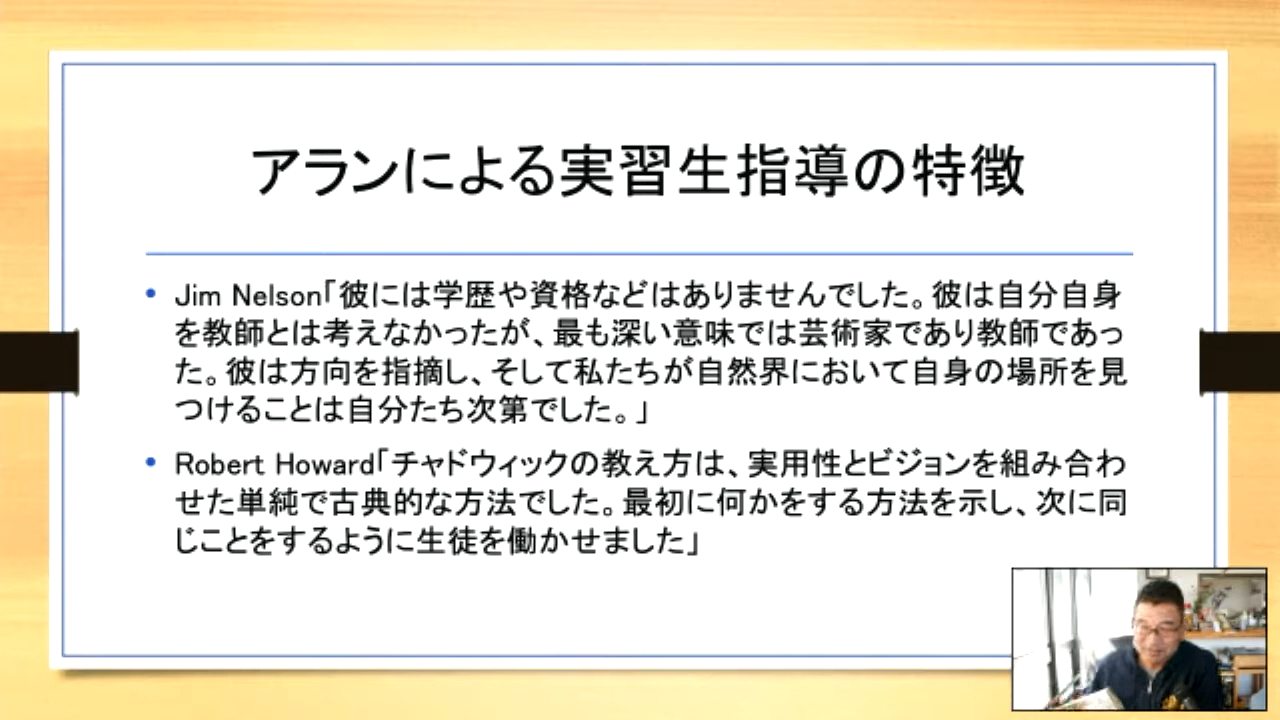 アランによる実習生指導の特徴
• Jim Nelson「彼には学歴や資格などはありませんでした。彼は自分自身
を教師とは考えなかったが、最も深い意味では芸術家であり教師であっ
た。彼は方向を指摘し、そして私たちが自然界において自身の場所を見
つけることは自分たち次第でした。」
• Robert Howard「チャドウィックの教え方は、実用性とビジョンを組み合わ
せた単純で古典的な方法でした。最初に何かをする方法を示し、次に同
じことをするように生徒を働かせました」